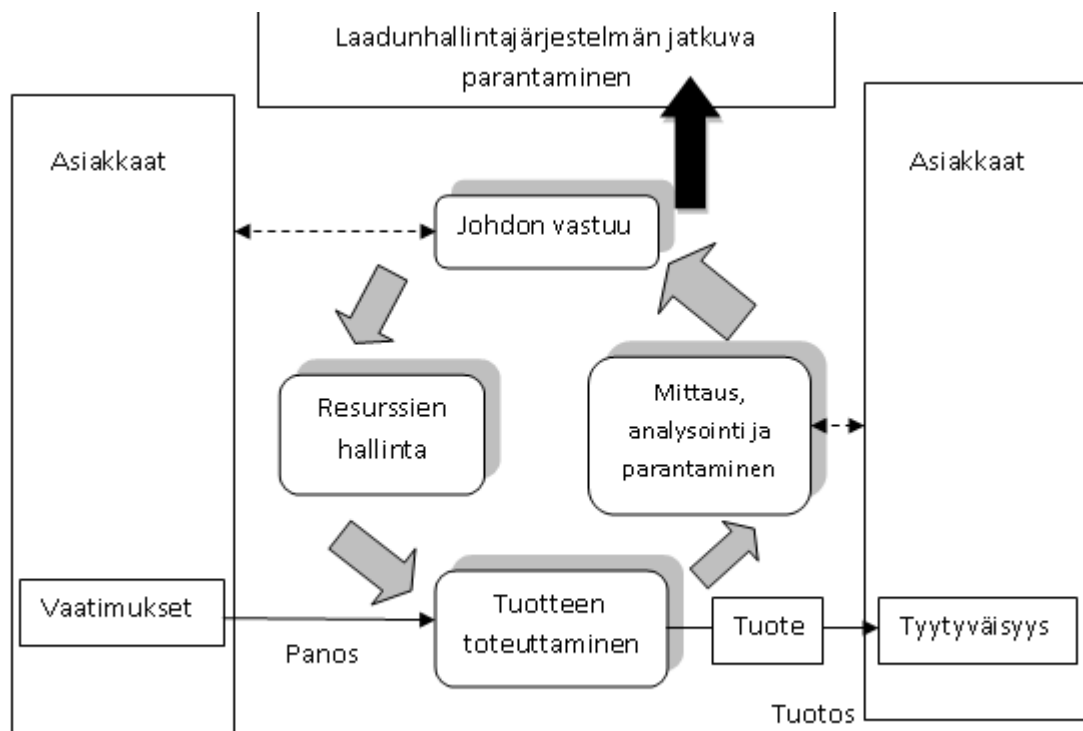 Laadunhallintajärjestelmän jatkuva
parantaminen
Asiakkaat
Asiakkaat
Johdon vastuu
Resurssien
hallinta
Mittaus,
analysointi ja
parantaminen
Vaatimukset
Panos
Tuotteen
toteuttaminen
Tuote
Tyytyväisyys
Tuotos